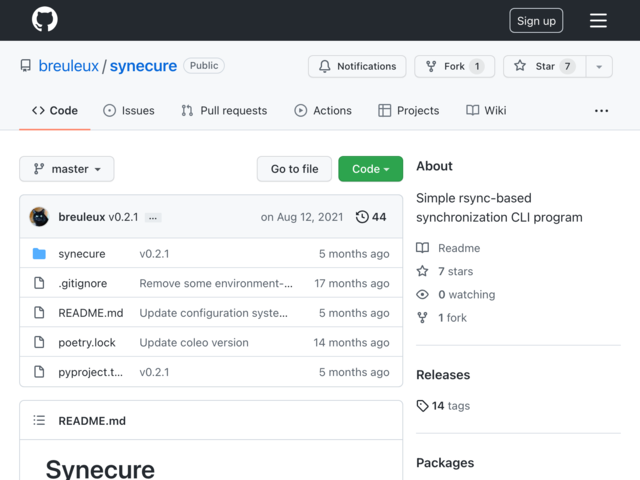 Sign up
breuleux / synecure Public
Notifications
Fork 1
Star 7
Code
Issues
Pull requests
Actions
Projects
Wiki
...
master
Go to file
Code
breuleux v0.2.1 ... on Aug 12, 2021 44
synecure v0.2.1 5 months ago
.gitignore Remove some environment-... 17 months ago
README.md Update configuration syste... 5 months ago
poetry.lock Update coleo version 14 months ago
pyproject.t... v0.2.1 5 months ago
README.md
Synecure
About
Simple rsync-based
synchronization CLI program
Readme
7 stars
0 watching
1 fork
Releases
14 tags
Packages